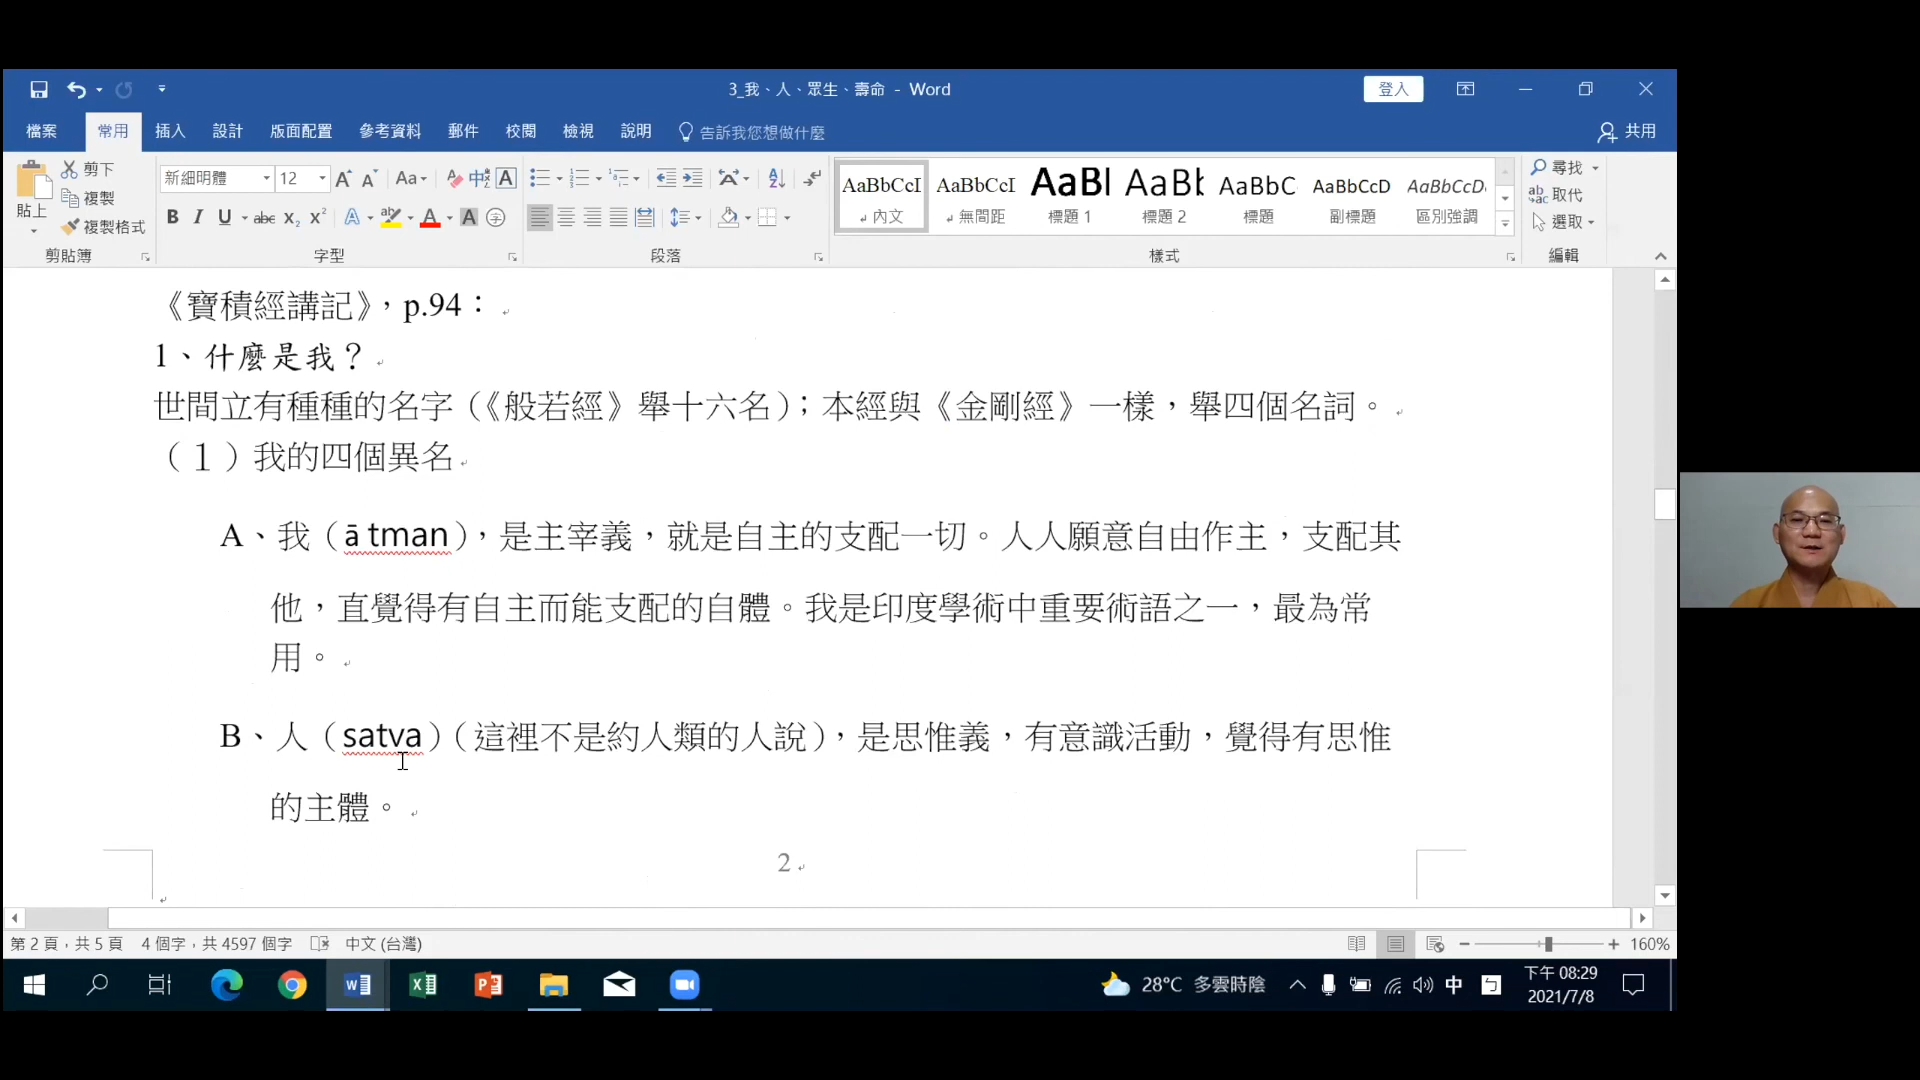 3_我、人、眾生、壽命 - Word
登入
檔案 常用 插入 設計 版面配置 參考資料 郵件 校閱 檢視 說明 告訴我您想做什麼 共用
貼上 剪下 複製 複製格式
剪貼簿
新細明體 12
字型
段落
AaBbCcI AaBbCcI AaBl AaBł AaBbC AaBbCcD AaBbCcD
內文 無間距 標題 1 標題 2 標題 副標題 區別強調
樣式
尋找 取代 選取
編輯
《寶積經講記》，p.94：
1、什麼是我？
世間立有種種的名字（《般若經》舉十六名）；本經與《金剛經》一樣，舉四個名詞。
（1）我的四個異名
A、我（ā tman），是主宰義，就是自主的支配一切。人人願意自由作主，支配其
他，直覺得有自主而能支配的自體。我是印度學術中重要術語之一，最為常
用。
B、人（satva）（這裡不是約人類的人說），是思惟義，有意識活動，覺得有思惟
的主體。
2
第 2 頁，共 5 頁 4 個字，共 4597 個字 中文 (台灣) 160%
28°C 多雲時陰 中 ㄅ 下午 08:29
2021/7/8